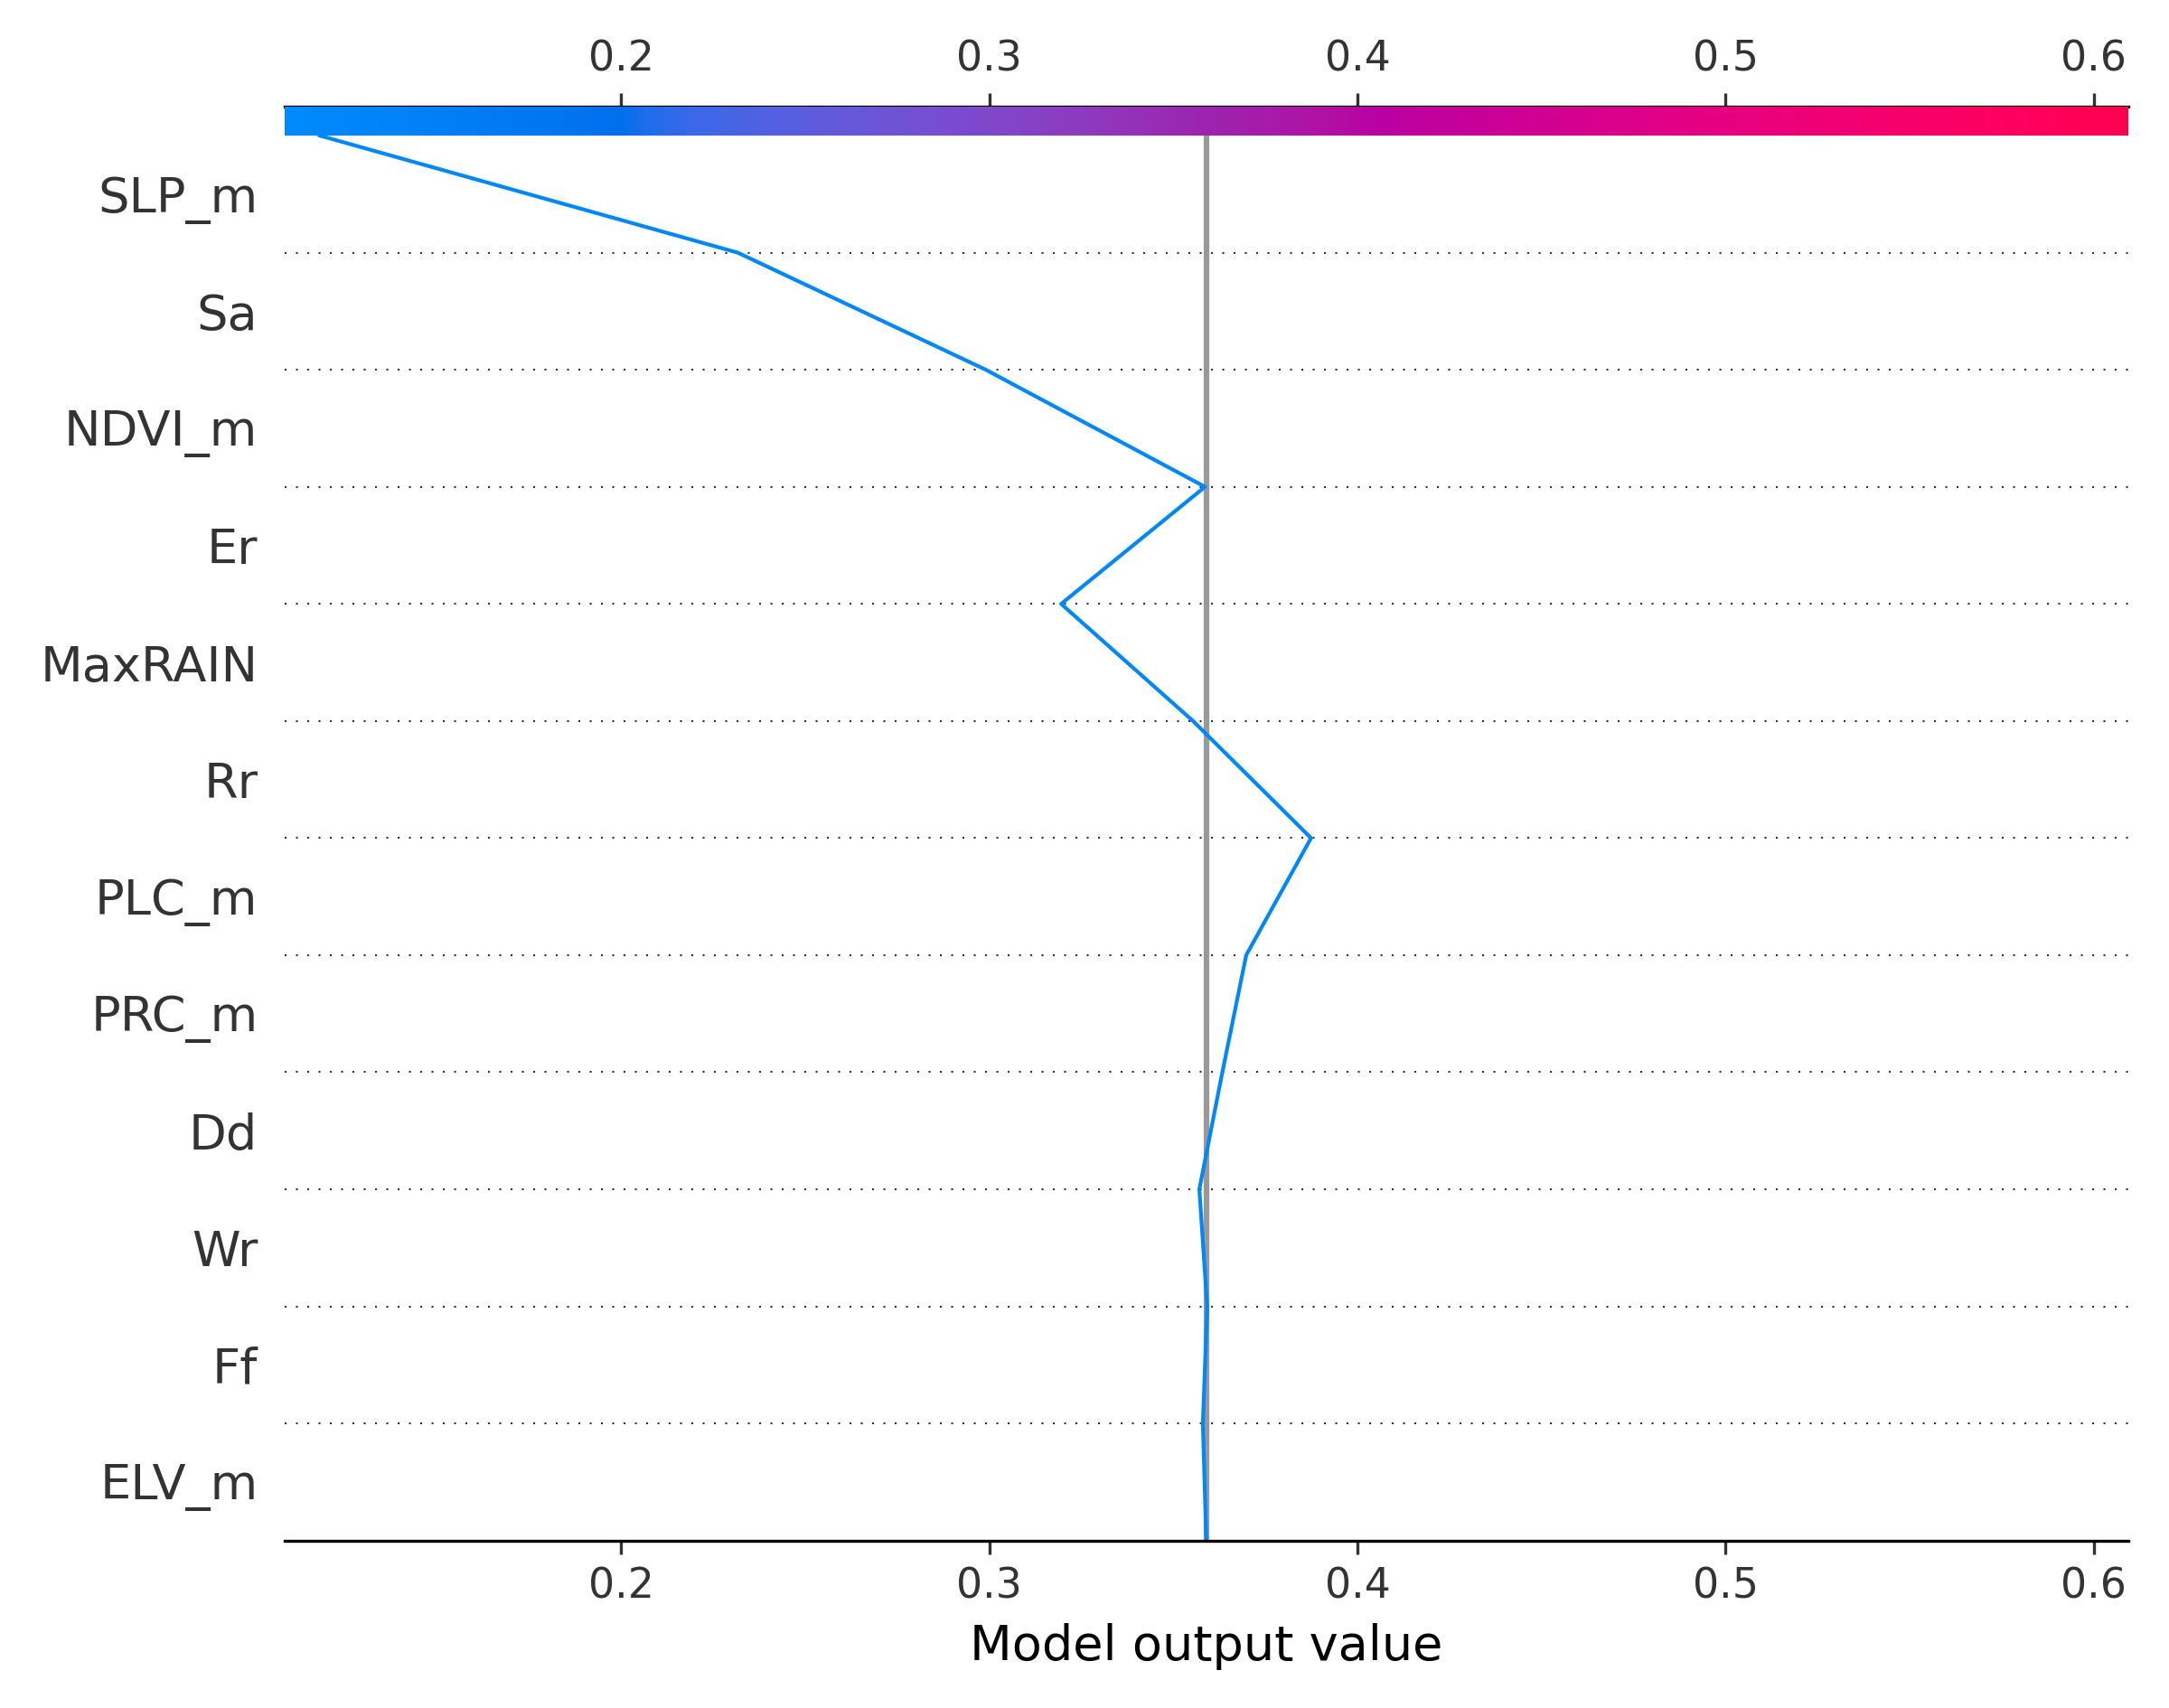 0.2 0.3 0.4 0.5 0.6
SLP_m
Sa
NDVI_m
Er
MaxRAIN
Rr
PLC_m
PRC_m
Dd
Wr
Ff
ELV_m
0.2 0.3 0.4 0.5 0.6
Model output value